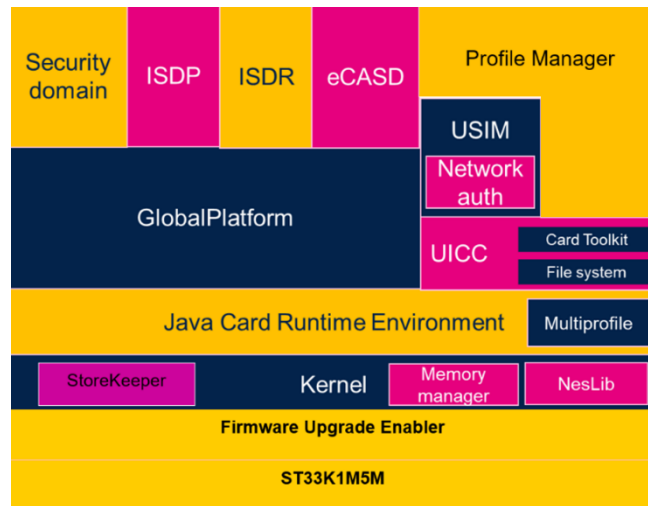 Security
domain
ISDP
ISDR
eCASD
Profile Manager
USIM
Network
auth
GlobalPlatform
UICC
Card Toolkit
File system
Java Card Runtime Environment
Multiprofile
StoreKeeper
Kernel
Memory
manager
NesLib
Firmware Upgrade Enabler
ST33K1M5M